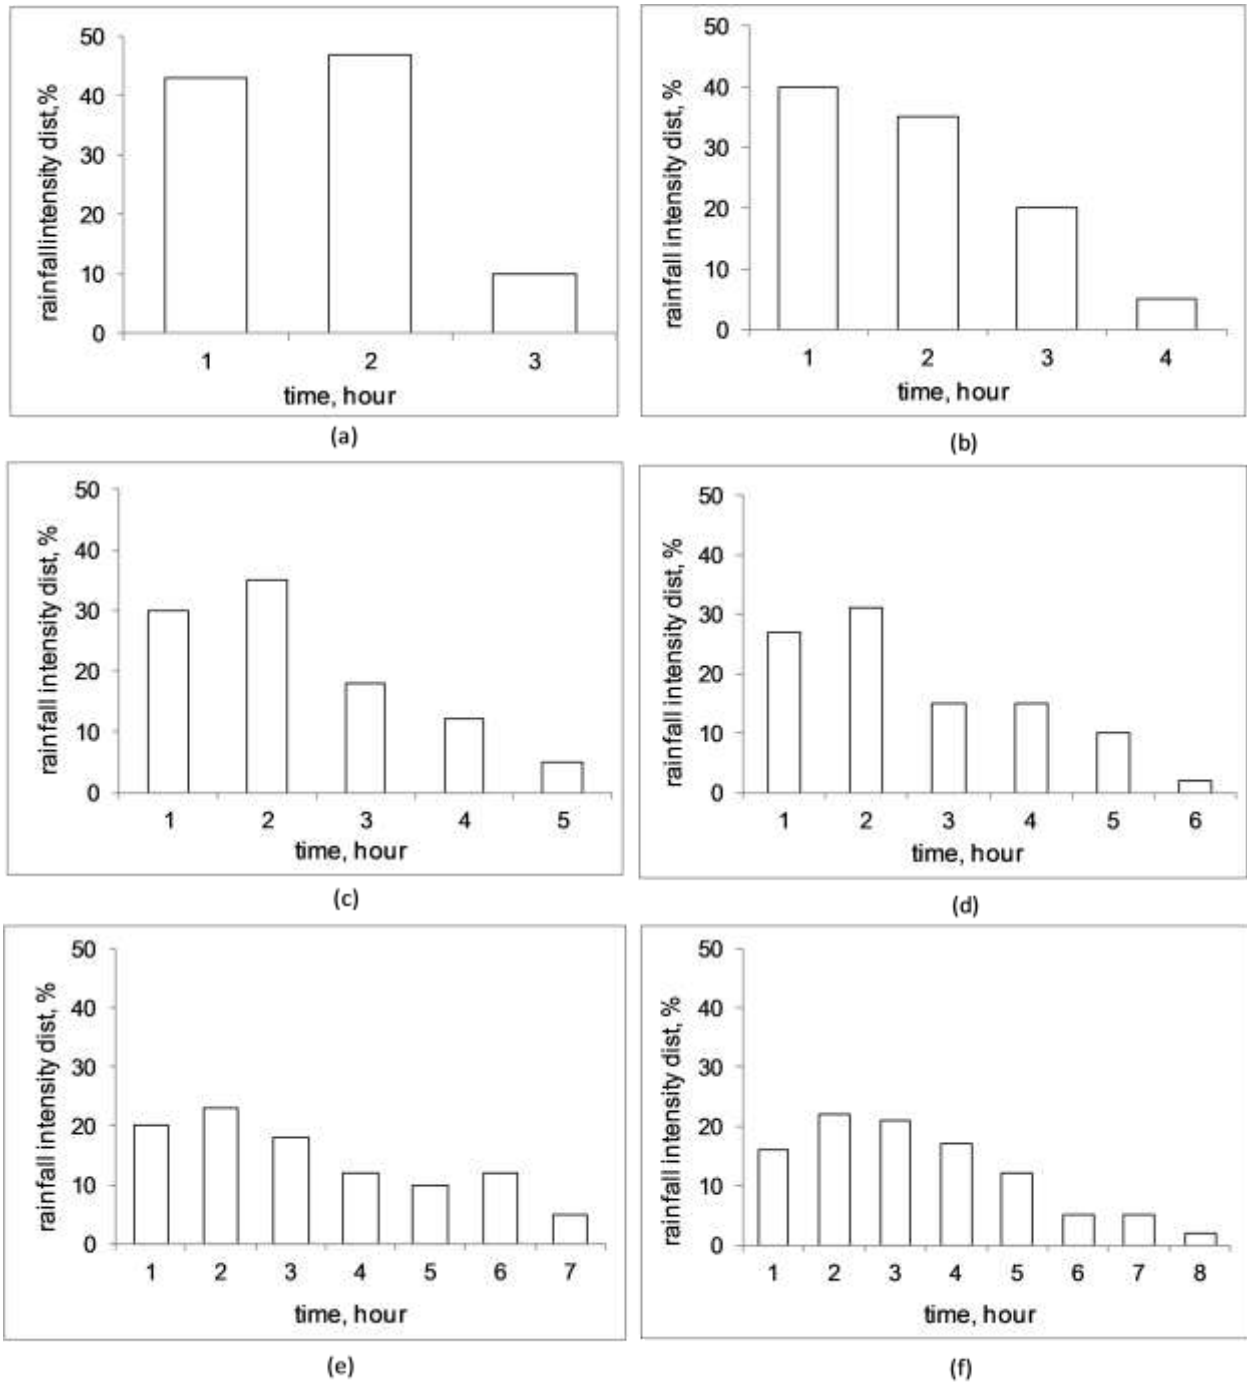 rainfallintensity dist,%
50
40
30
20
10
0
1 2 3
time, hour
(a)
rainfall intensity dist, %
50
40
30
20
10
0
1 2 3 4
time, hour
(b)
rainfall intensity dist, %
50
40
30
20
10
0
1 2 3 4 5
time, hour
(c)
rainfall intensity dist, %
50
40
30
20
10
0
1 2 3 4 5 6
time, hour
(d)
rainfall intensity dist, %
50
40
30
20
10
0
1 2 3 4 5 6 7
time, hour
(e)
rainfall intensity dist, %
50
40
30
20
10
0
1 2 3 4 5 6 7 8
time, hour
(f)